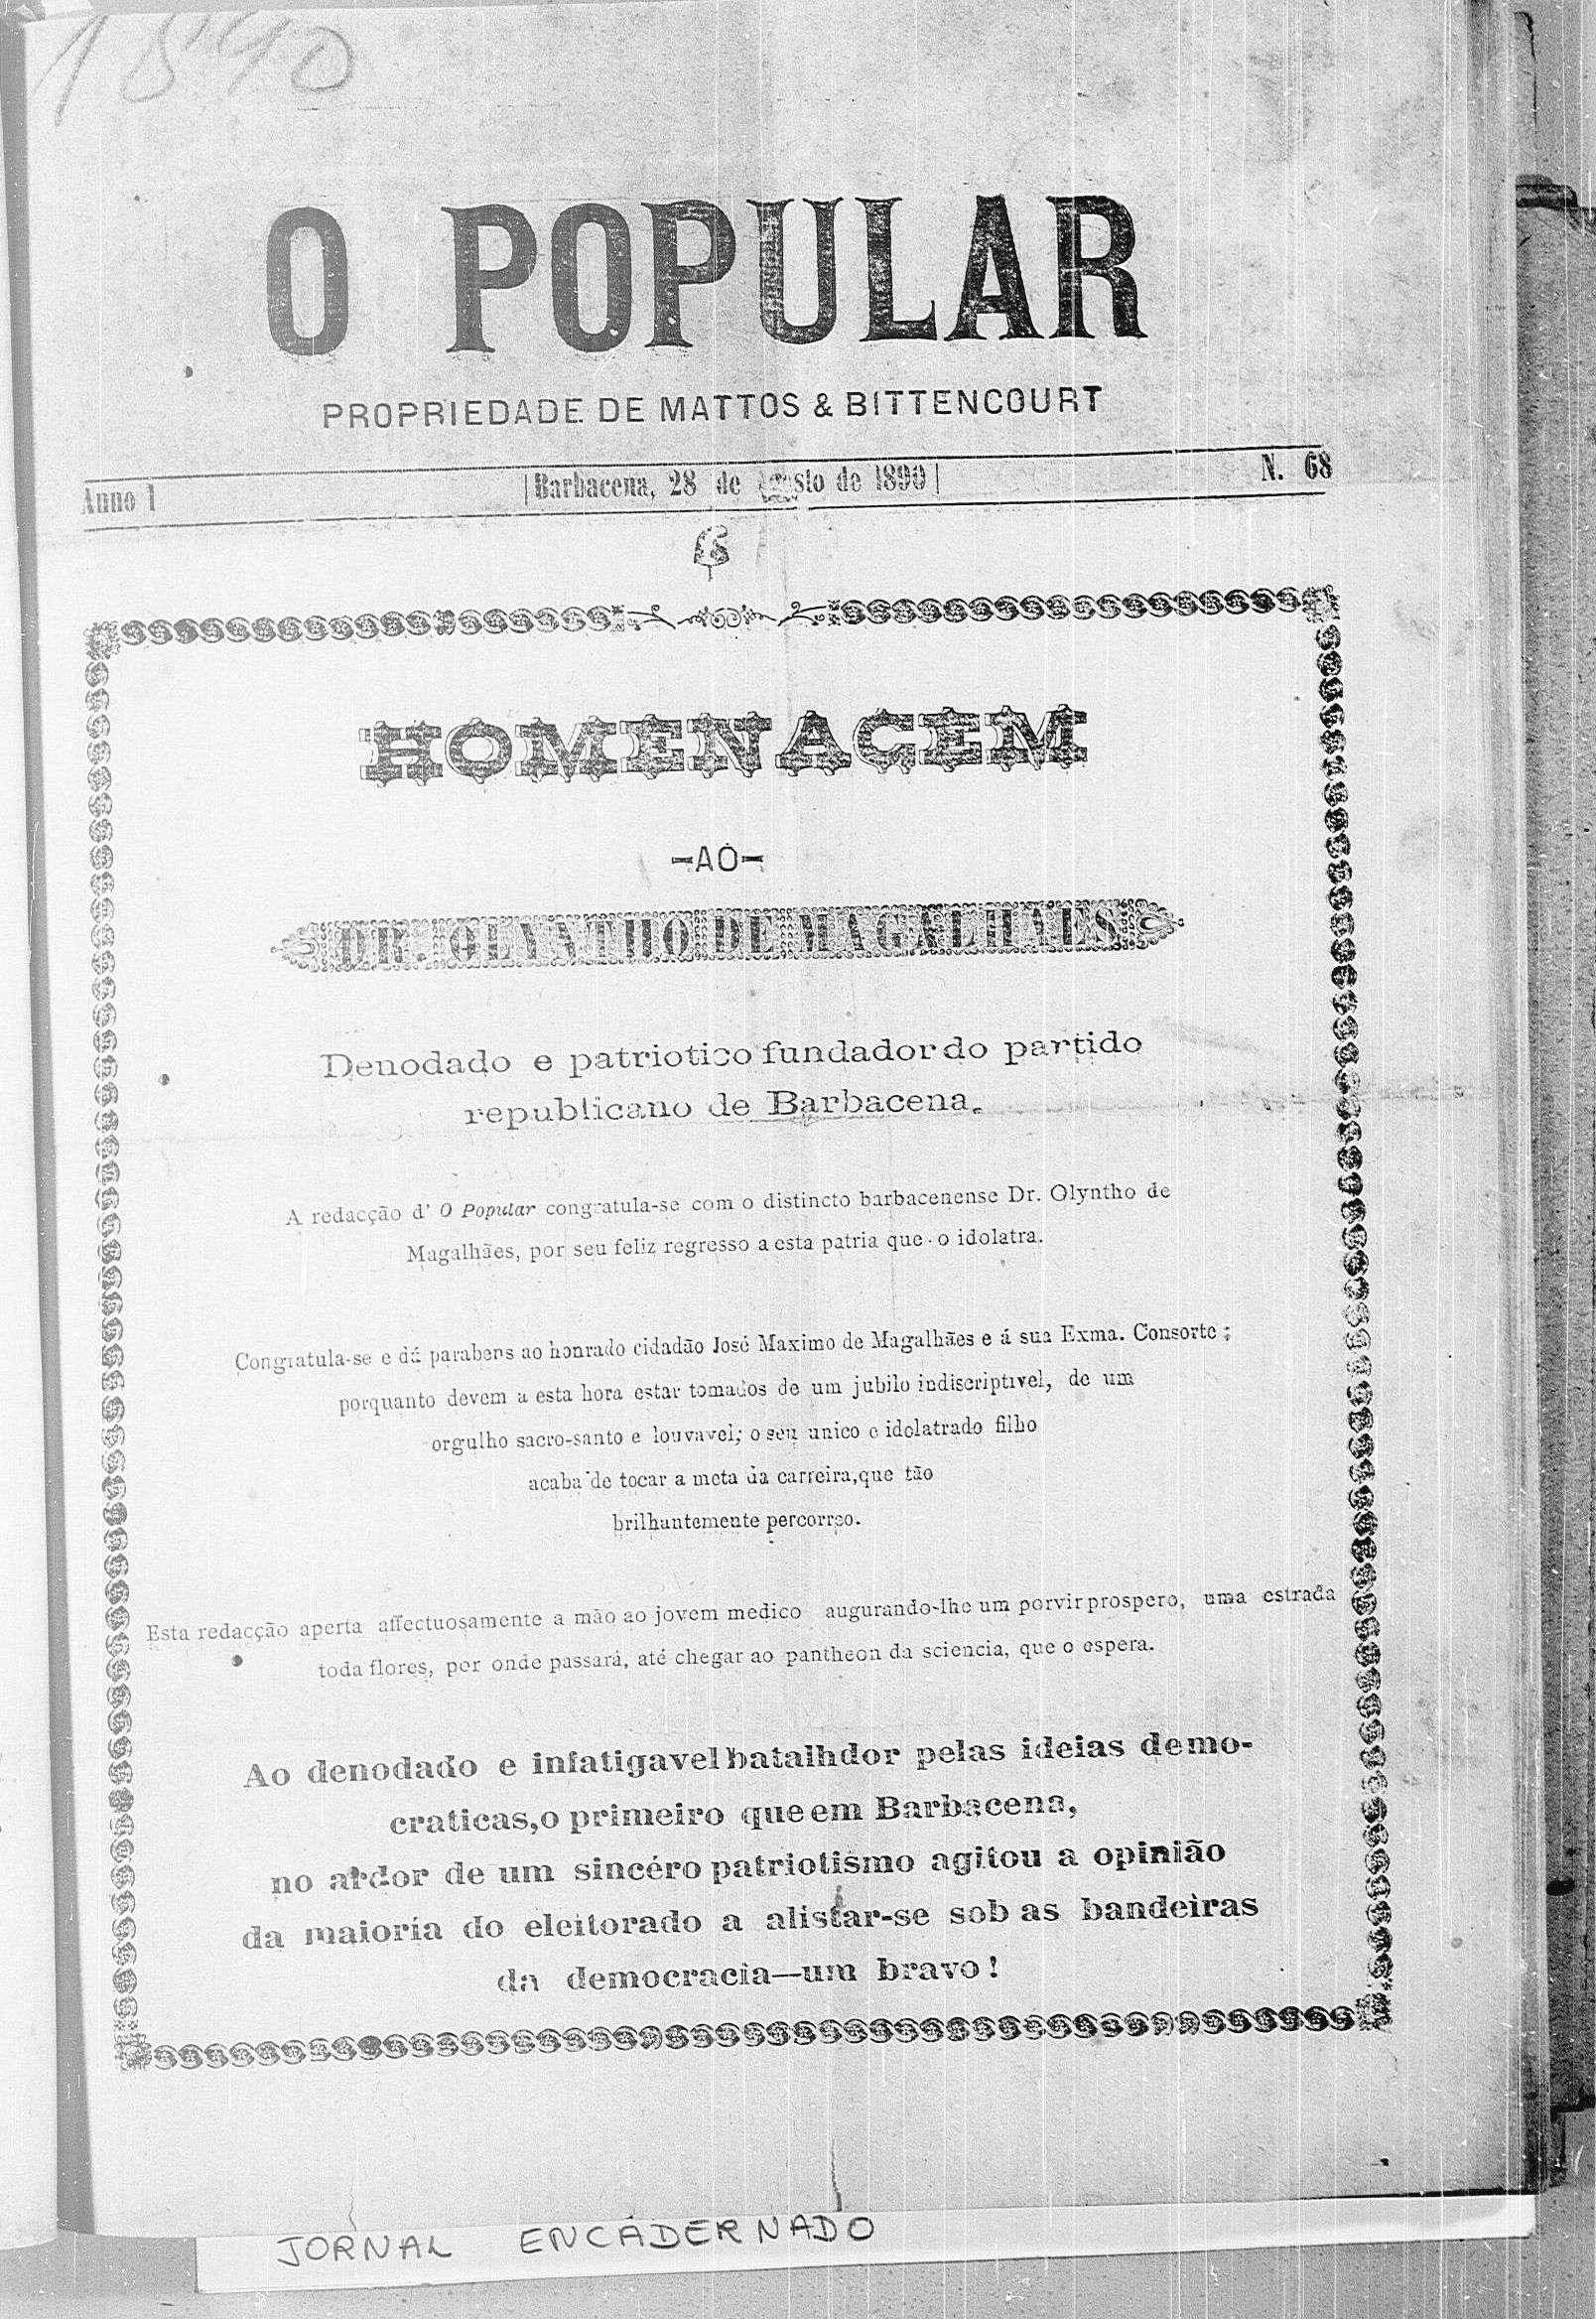 1890
O POPULAR
PROPRIEDADE DE MATTOS & BITTENCOURT
Anno 1 Barbacena, 28 de Agosto de 1890 N. 68
HOMENAGEM
-AO-
DR. OLYNTHO DE MAGALHAES
Denodado e patriotico fundador do partido
republicano de Barbacena.
A redacção d' O Popular congratula-se com o distincto barbacenense Dr. Olyntho de
Magalhães, por seu feliz regresso a esta patria que o idolatra.
Congratula-se e dá parabens ao honrado cidadão José Maximo de Magalhães e á sua Exma. Consorte ;
porquanto devem a esta hora estar tomados de um jubilo indiscriptivel, de um
orgulho sacro-santo e louvavel; o seu unico e idolatrado filho
acaba de tocar a meta da carreira,que tão
brilhantemente percorreo.
Esta redacção aperta affectuosamente a mão ao jovem medico augurando-lhe um porvir prospero, uma estrada
toda flores, por onde passará, até chegar ao pantheon da sciencia, que o espera.
Ao denodado e infatigavel batalhdor pelas ideias demo-
craticas,o primeiro que em Barbacena,
no ardor de um sincéro patriotismo agitou a opinião
da maioria do eleitorado a alistar-se sob as bandeiras
da democracia—um bravo!
JORNAL ENCADERNADO